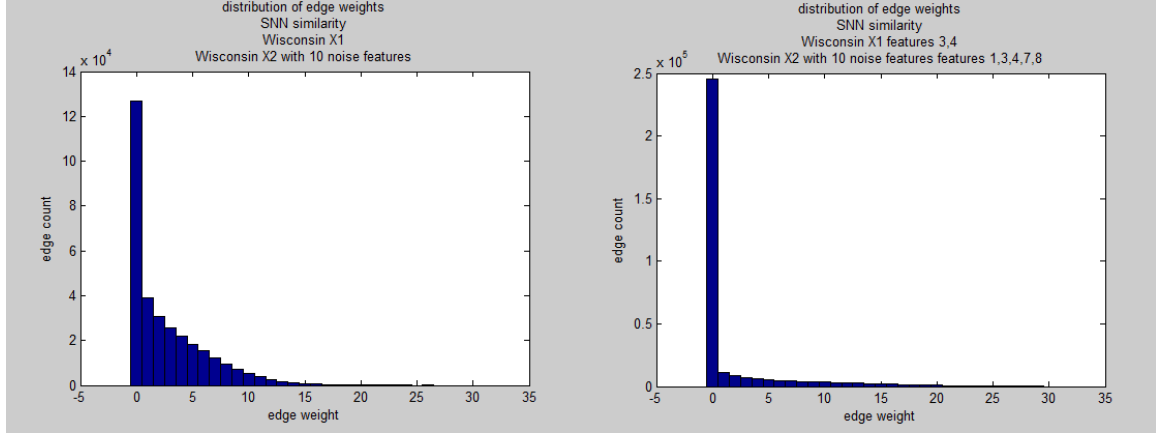 distribution of edge weights
SNN similarity
Wisconsin X1
Wisconsin X2 with 10 noise features
x 10^4
14
12
10
8
6
4
2
0
-5 0 5 10 15 20 25 30 35
edge count
edge weight
distribution of edge weights
SNN similarity
Wisconsin X1 features 3,4
Wisconsin X2 with 10 noise features features 1,3,4,7,8
x 10^5
2.5
2
1.5
1
0.5
0
-5 0 5 10 15 20 25 30 35
edge count
edge weight